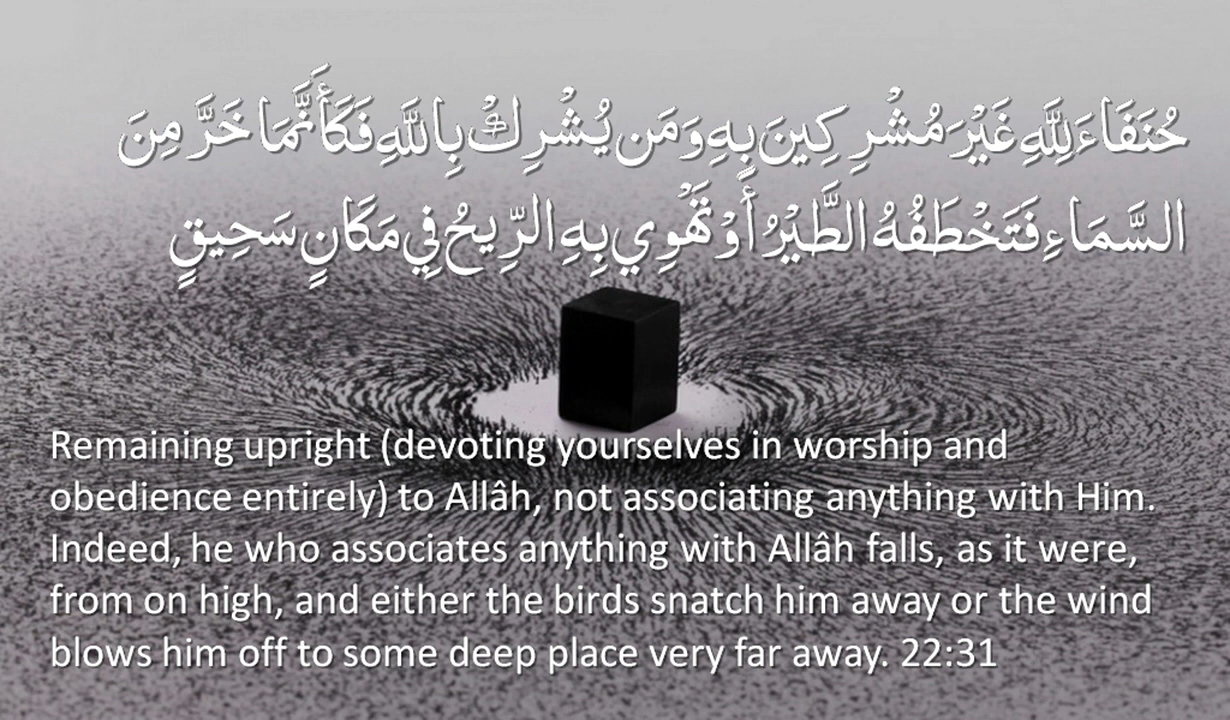 حُنَفَاءَ لِلَّهِ غَيْرَ مُشْرِكِينَ بِهِ وَمَن يُشْرِكْ بِاللَّهِ فَكَأَنَّمَا خَرَّ مِنَ
السَّمَاءِ فَتَخْطَفُهُ الطَّيْرُ أَوْ تَهْوِي بِهِ الرِّيحُ فِي مَكَانٍ سَحِيقٍ
Remaining upright (devoting yourselves in worship and
obedience entirely) to Allâh, not associating anything with Him.
Indeed, he who associates anything with Allâh falls, as it were,
from on high, and either the birds snatch him away or the wind
blows him off to some deep place very far away. 22:31